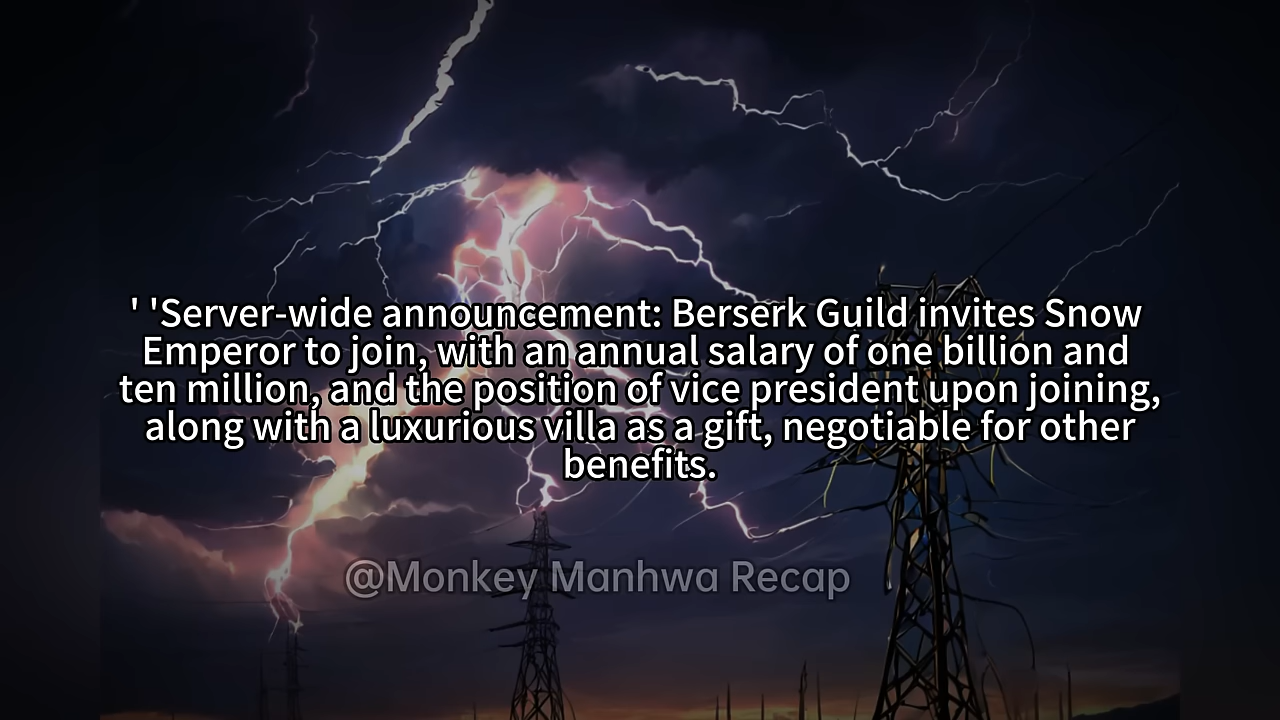 ' 'Server-wide announcement: Berserk Guild invites Snow
Emperor to join, with an annual salary of one billion and
ten million, and the position of vice president upon joining,
along with a luxurious villa as a gift, negotiable for other
benefits.
@Monkey Manhwa Recap